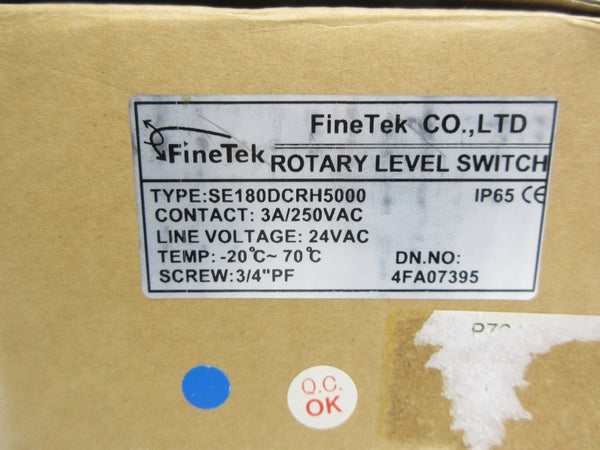 FineTek CO.,LTD
FineTek
ROTARY LEVEL SWITCH
TYPE:SE180DCRH5000 IP65 CE
CONTACT: 3A/250VAC
LINE VOLTAGE: 24VAC
TEMP: -20℃~ 70℃ DN.NO:
SCREW:3/4"PF 4FA07395
Q.C.
OK